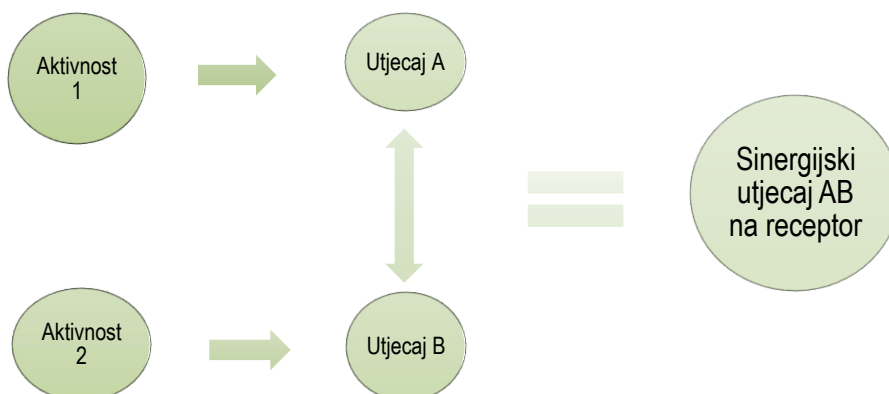 Aktivnost
1
Utjecaj A
Sinergijski
utjecaj AB
na receptor
Aktivnost
2
Utjecaj B